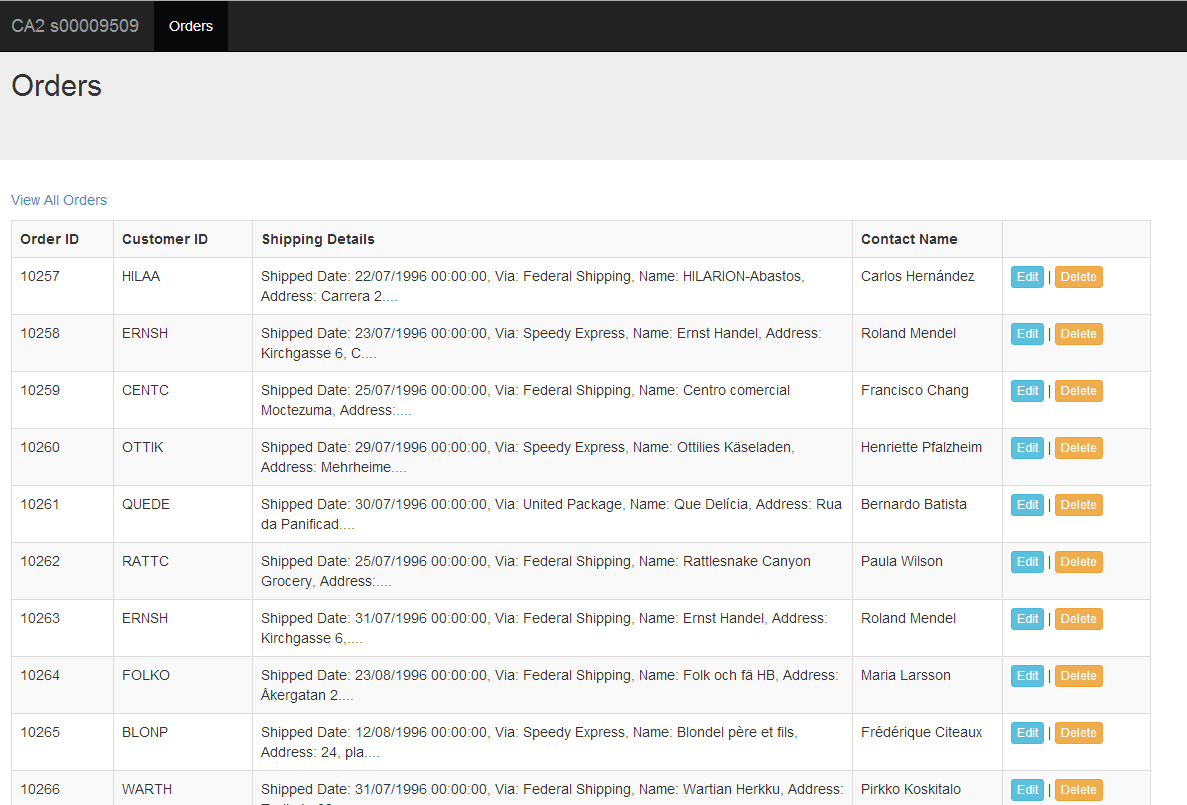 CA2 s00009509 Orders
Orders
View All Orders
Order ID Customer ID Shipping Details Contact Name
10257 HILAA Shipped Date: 22/07/1996 00:00:00, Via: Federal Shipping, Name: HILARION-Abastos, Carlos Hernández Edit | Delete
Address: Carrera 2....
10258 ERNSH Shipped Date: 23/07/1996 00:00:00, Via: Speedy Express, Name: Ernst Handel, Address: Roland Mendel Edit | Delete
Kirchgasse 6, C....
10259 CENTC Shipped Date: 25/07/1996 00:00:00, Via: Federal Shipping, Name: Centro comercial Francisco Chang Edit | Delete
Moctezuma, Address:....
10260 OTTIK Shipped Date: 29/07/1996 00:00:00, Via: Speedy Express, Name: Ottilies Käseladen, Henriette Pfalzheim Edit | Delete
Address: Mehrheime....
10261 QUEDE Shipped Date: 30/07/1996 00:00:00, Via: United Package, Name: Que Delícia, Address: Rua Bernardo Batista Edit | Delete
da Panificad....
10262 RATTC Shipped Date: 25/07/1996 00:00:00, Via: Federal Shipping, Name: Rattlesnake Canyon Paula Wilson Edit | Delete
Grocery, Address:....
10263 ERNSH Shipped Date: 31/07/1996 00:00:00, Via: Federal Shipping, Name: Ernst Handel, Address: Roland Mendel Edit | Delete
Kirchgasse 6,....
10264 FOLKO Shipped Date: 23/08/1996 00:00:00, Via: Federal Shipping, Name: Folk och fä HB, Address: Maria Larsson Edit | Delete
Åkergatan 2....
10265 BLONP Shipped Date: 12/08/1996 00:00:00, Via: Speedy Express, Name: Blondel père et fils, Frédérique Citeaux Edit | Delete
Address: 24, pla....
10266 WARTH Shipped Date: 31/07/1996 00:00:00, Via: Federal Shipping, Name: Wartian Herkku, Address: Pirkko Koskitalo Edit | Delete